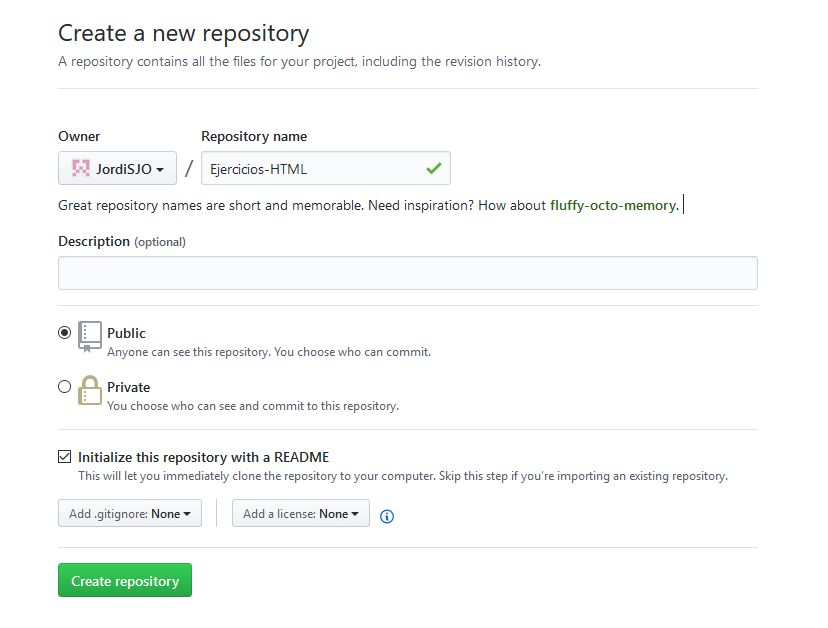 Create a new repository
A repository contains all the files for your project, including the revision history.
Owner
Repository name
JordiSJO / Ejercicios-HTML
Great repository names are short and memorable. Need inspiration? How about fluffy-octo-memory.
Description (optional)
Public
Anyone can see this repository. You choose who can commit.
Private
You choose who can see and commit to this repository.
Initialize this repository with a README
This will let you immediately clone the repository to your computer. Skip this step if you're importing an existing repository.
Add .gitignore: None
Add a license: None
Create repository